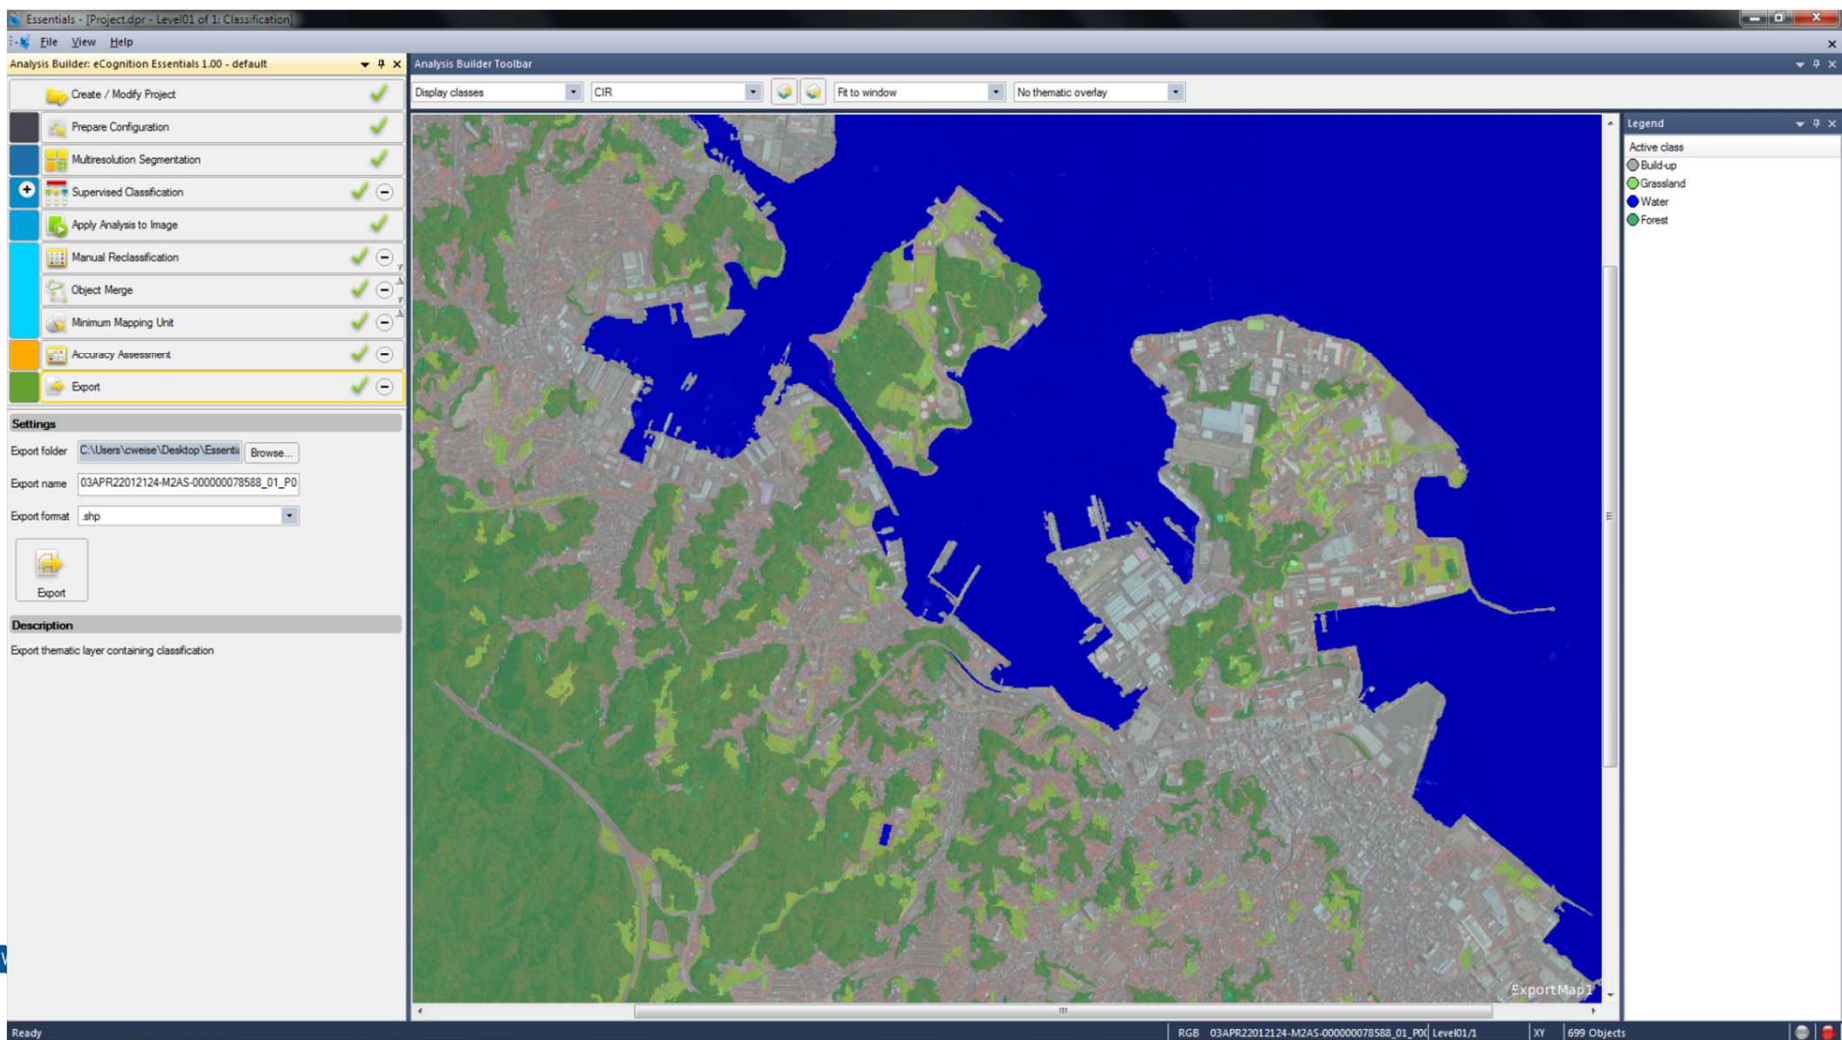 Essentials - [Project.dpr - Level01 of 1: Classification]
File View Help
Analysis Builder: eCognition Essentials 1.00 - default
Create / Modify Project
Prepare Configuration
Multiresolution Segmentation
Supervised Classification
Apply Analysis to Image
Manual Reclassification
Object Merge
Minimum Mapping Unit
Accuracy Assessment
Export
Settings
Export folder C:\Users\cweise\Desktop\Essenti Browse...
Export name 03APR22012124-M2AS-000000078588_01_P0
Export format .shp
Export
Description
Export thematic layer containing classification
Analysis Builder Toolbar
Display classes CIR Fit to window No thematic overlay
ExportMap1
Legend
Active class
Build-up
Grassland
Water
Forest
Ready RGB 03APR22012124-M2AS-000000078588_01_P0 Level01/1 XY 699 Objects